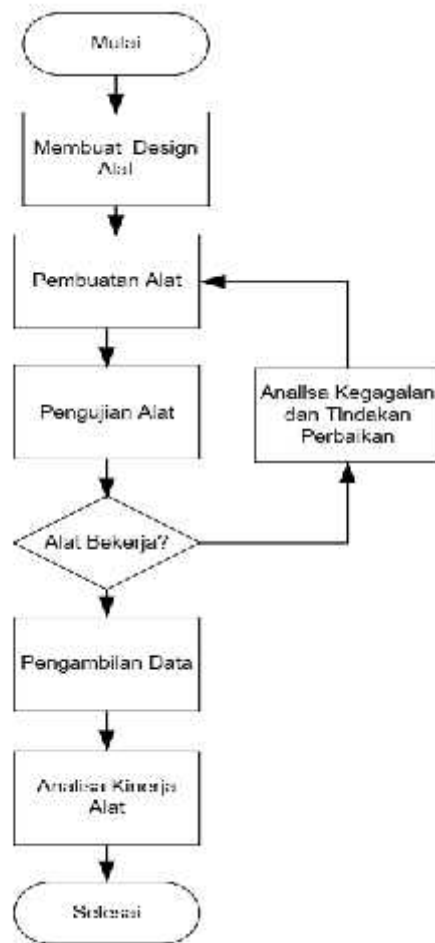 Mulai
Membuat Design
Alat
Pembuatan Alat
Pengujian Alat
Analisa Kegagalan
dan Tindakan
Perbaikan
Alat Bekerja?
Pengambilan Data
Analisa Kinerja
Alat
Selesai